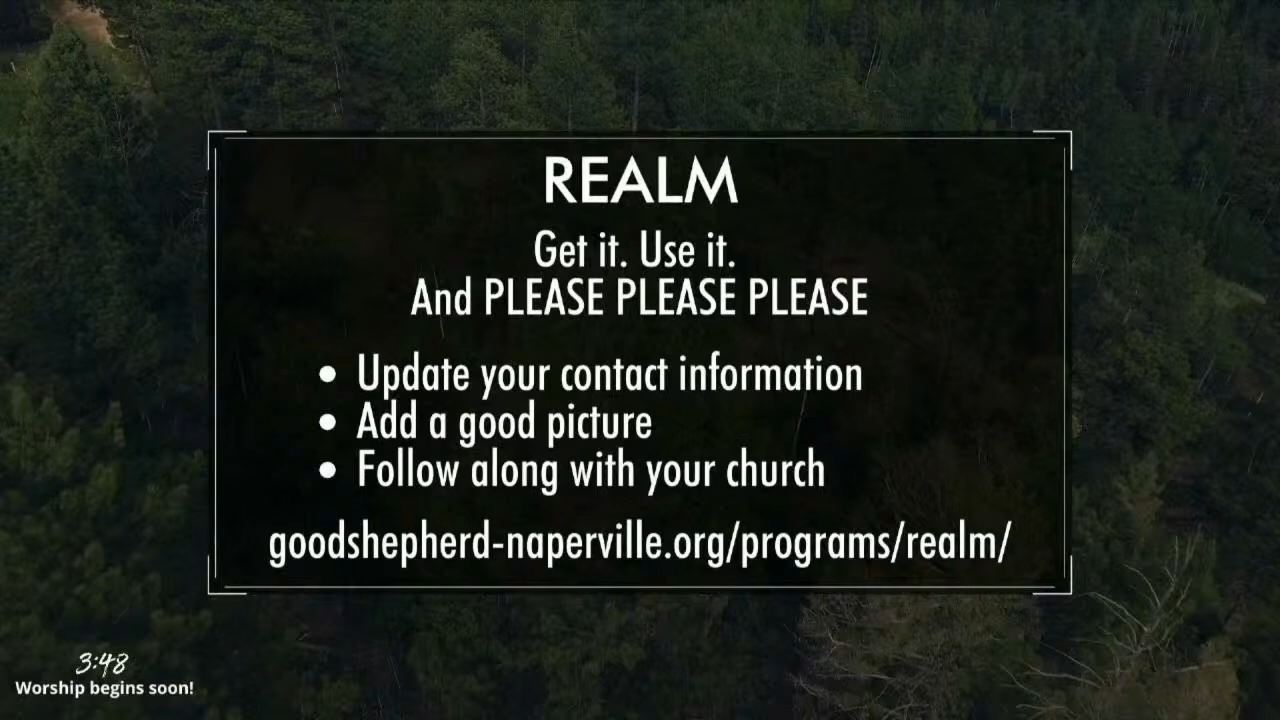 REALM
Get it. Use it.
And PLEASE PLEASE PLEASE
• Update your contact information
• Add a good picture
• Follow along with your church
goodshepherd-naperville.org/programs/realm/
3:48
Worship begins soon!